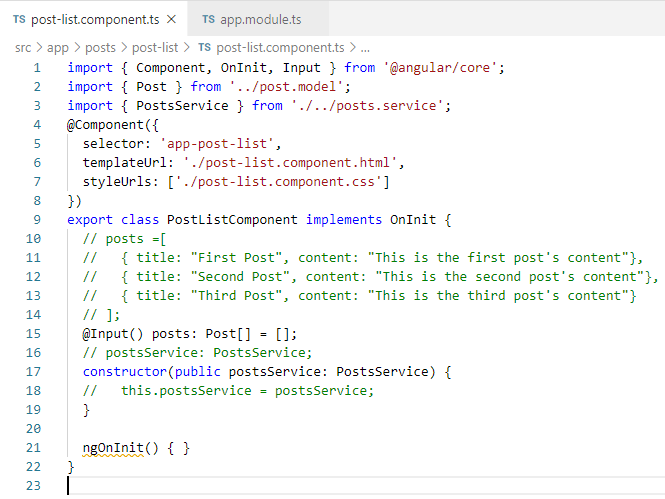 TS post-list.component.ts × TS app.module.ts
src > app > posts > post-list > TS post-list.component.ts > ...
1 import { Component, OnInit, Input } from '@angular/core';
2 import { Post } from '../post.model';
3 import { PostsService } from './../posts.service';
4 @Component({
5   selector: 'app-post-list',
6   templateUrl: './post-list.component.html',
7   styleUrls: ['./post-list.component.css']
8 })
9 export class PostListComponent implements OnInit {
10   // posts =[
11   //   { title: "First Post", content: "This is the first post's content"},
12   //   { title: "Second Post", content: "This is the second post's content"},
13   //   { title: "Third Post", content: "This is the third post's content"}
14   // ];
15   @Input() posts: Post[] = [];
16   // postsService: PostsService;
17   constructor(public postsService: PostsService) {
18   //   this.postsService = postsService;
19   }
20
21   ngOnInit() { }
22 }
23